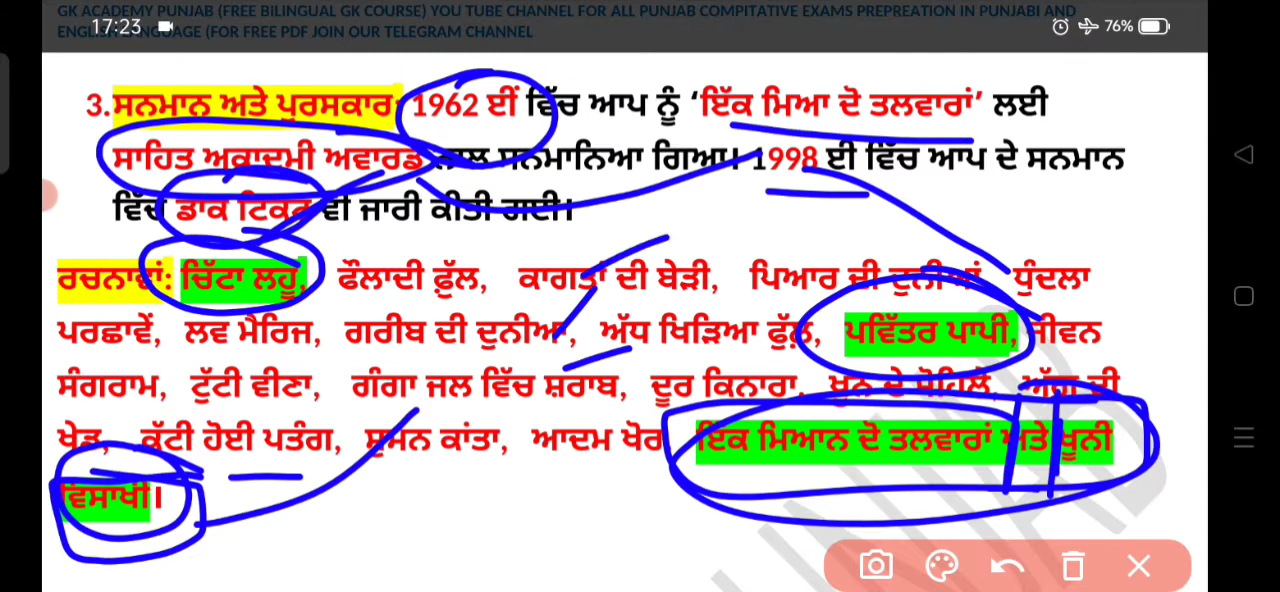 GK ACADEMY PUNJAB (FREE BILINGUAL GK COURSE) YOU TUBE CHANNEL FOR ALL PUNJAB COMPITATIVE EXAMS PREPREATION IN PUNJABI AND
17:23
76%
LANGUAGE (FOR FREE PDF JOIN OUR TELEGRAM CHANNEL
3. ਸਨਮਾਨ ਅਤੇ ਪੁਰਸਕਾਰ: 1962 ਈਂ ਵਿੱਚ ਆਪ ਨੂੰ ‘ਇੱਕ ਮਿਆ ਦੋ ਤਲਵਾਰਾਂ’ ਲਈ
ਸਾਹਿਤ ਅਕਾਦਮੀ ਅਵਾਰਡ ਨਾਲ ਸਨਮਾਨਿਆ ਗਿਆ। 1998 ਈ ਵਿੱਚ ਆਪ ਦੇ ਸਨਮਾਨ
ਵਿੱਚ ਡਾਕ ਟਿਕਟ ਵੀ ਜਾਰੀ ਕੀਤੀ ਗਈ।
ਰਚਨਾਵਾਂ: ਚਿੱਟਾ ਲਹੂ, ਫੌਲਾਦੀ ਫ਼ੁੱਲ, ਕਾਗਤਾਂ ਦੀ ਬੇੜੀ, ਪਿਆਰ ਦੀ ਦੁਨੀਆਂ, ਧੁੰਦਲਾ
ਪਰਛਾਵੇਂ, ਲਵ ਮੈਰਿਜ, ਗਰੀਬ ਦੀ ਦੁਨੀਆ, ਅੱਧ ਖਿੜਿਆ ਫੁੱਲ਼, ਪਵਿੱਤਰ ਪਾਪੀ, ਜੀਵਨ
ਸੰਗਰਾਮ, ਟੁੱਟੀ ਵੀਣਾ, ਗੰਗਾ ਜਲ ਵਿੱਚ ਸ਼ਰਾਬ, ਦੂਰ ਕਿਨਾਰਾ, ਖੂਨ ਦੇ ਸੋਹਿਲੇ, ਅੱਗ ਦੀ
ਖੇਡ, ਕੱਟੀ ਹੋਈ ਪਤੰਗ, ਸੁਮਨ ਕਾਂਤਾ, ਆਦਮ ਖੋਰ ਇੱਕ ਮਿਆਨ ਦੋ ਤਲਵਾਰਾਂ ਅਤੇ ਖੂਨੀ
ਵਿਸਾਖੀ।